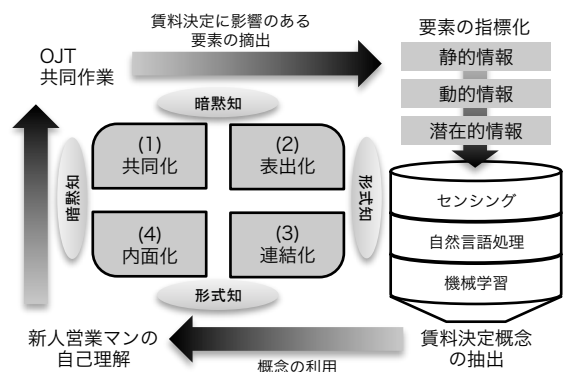 賃料決定に影響のある
要素の摘出
要素の指標化
OJT
共同作業
静的情報
動的情報
潜在的情報
暗黙知
(1)
共同化
(2)
表出化
暗黙知
形式知
(4)
内面化
(3)
連結化
形式知
センシング
自然言語処理
機械学習
新人営業マンの
自己理解
概念の利用
賃料決定概念
の抽出